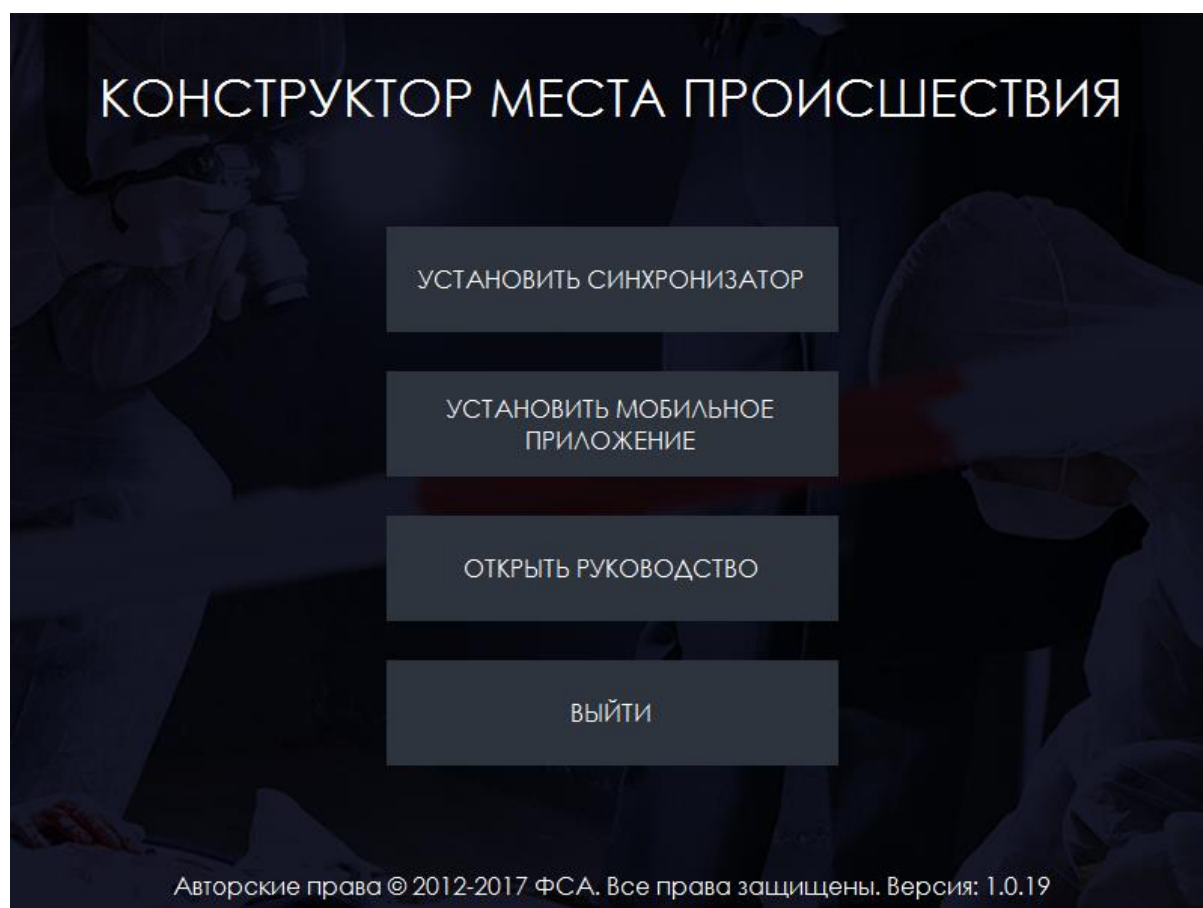 КОНСТРУКТОР МЕСТА ПРОИСШЕСТВИЯ
УСТАНОВИТЬ СИНХРОНИЗАТОР
УСТАНОВИТЬ МОБИЛЬНОЕ
ПРИЛОЖЕНИЕ
ОТКРЫТЬ РУКОВОДСТВО
ВЫЙТИ
Авторские права © 2012-2017 ФСА. Все права защищены. Версия: 1.0.19